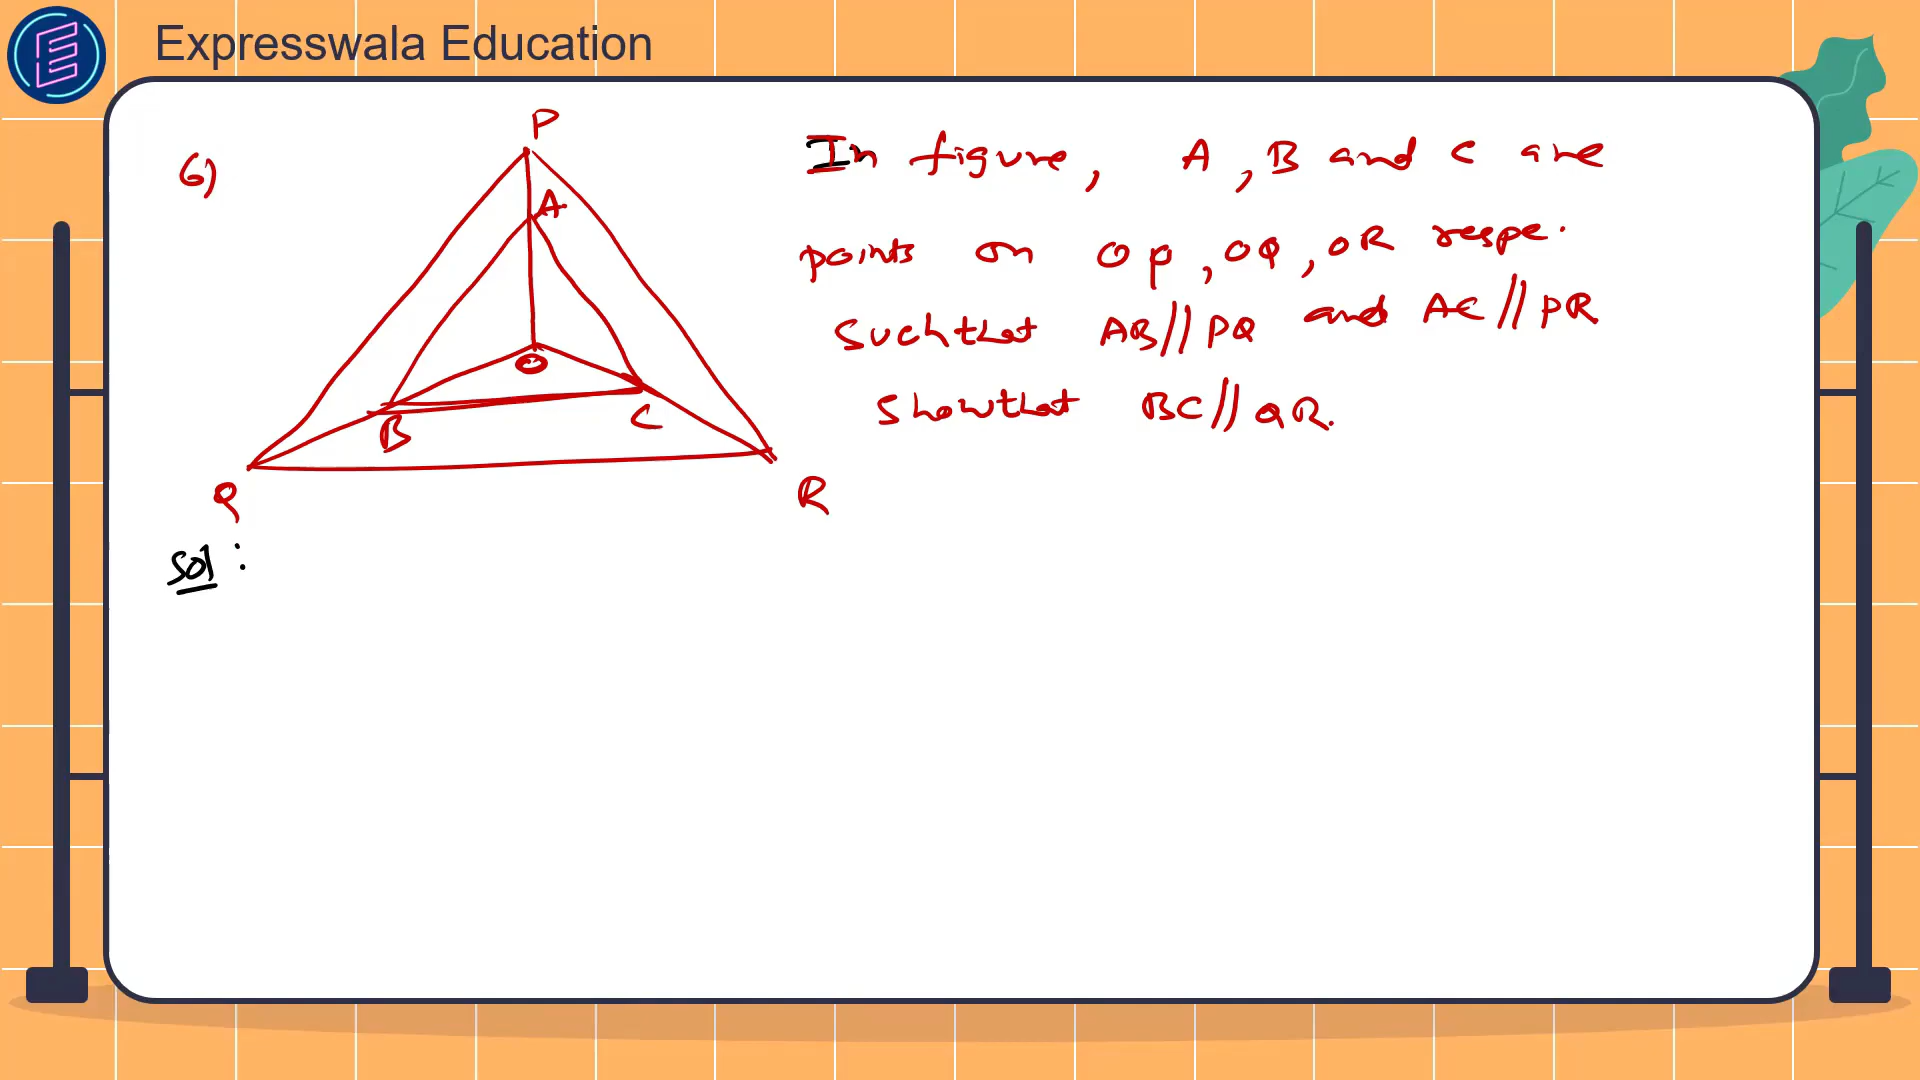 Expresswala Education
6)
P
A
O
B
C
Q
R
In figure, A, B and C are
points on OP, OQ, OR respe.
Such that AB//PQ and AC//PR
Show that BC//QR.
Sol :